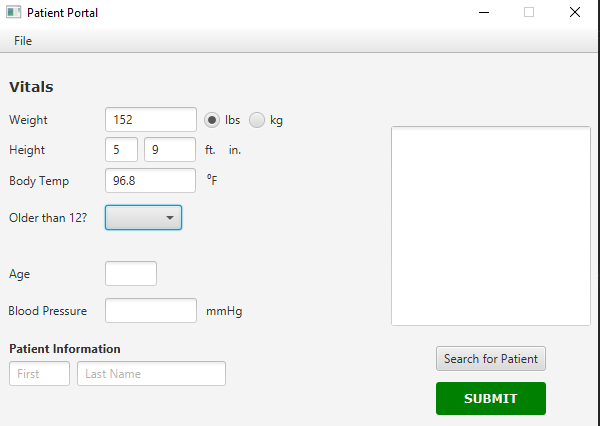 Patient Portal
File
Vitals
Weight 152 lbs kg
Height 5 9 ft. in.
Body Temp 96.8 ⁰F
Older than 12?
Age
Blood Pressure mmHg
Patient Information
First Last Name
Search for Patient
SUBMIT